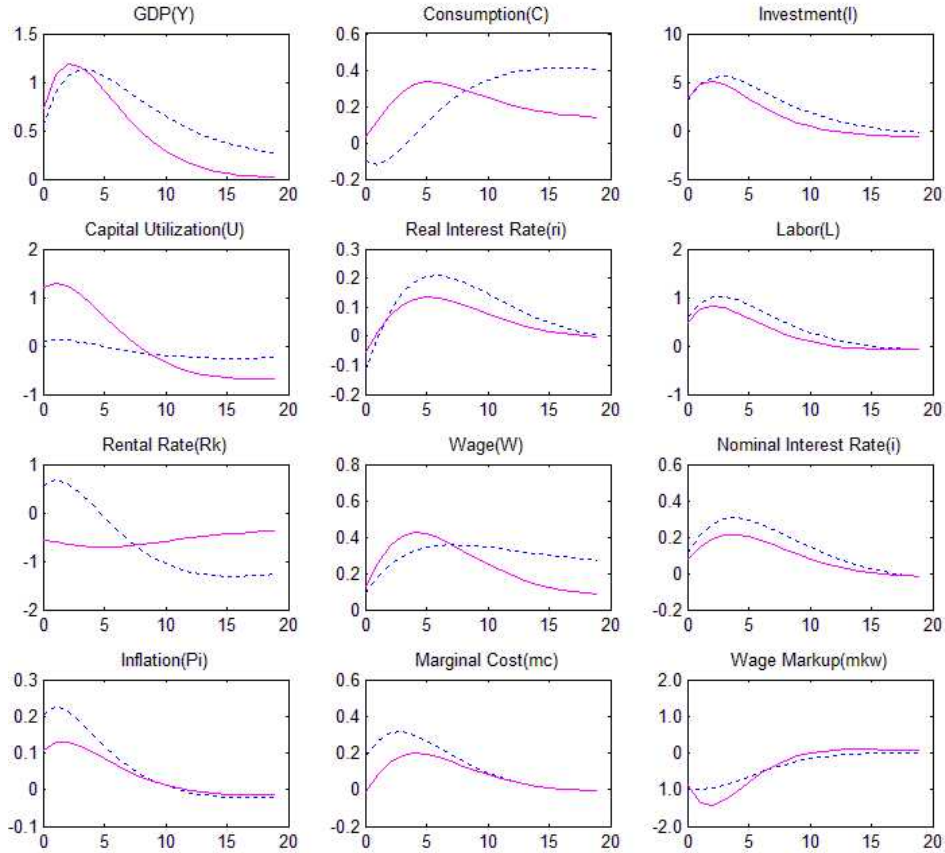 GDP(Y)
1.5
1
0.5
0
0 5 10 15 20
Consumption(C)
0.6
0.4
0.2
0
-0.2
0 5 10 15 20
Investment(I)
10
5
0
-5
0 5 10 15 20
Capital Utilization(U)
2
1
0
-1
0 5 10 15 20
Real Interest Rate(ri)
0.3
0.2
0.1
0
-0.1
-0.2
0 5 10 15 20
Labor(L)
2
1
0
-1
0 5 10 15 20
Rental Rate(Rk)
1
0
-1
-2
0 5 10 15 20
Wage(W)
0.8
0.6
0.4
0.2
0
0 5 10 15 20
Nominal Interest Rate(i)
0.6
0.4
0.2
0
-0.2
0 5 10 15 20
Inflation(Pi)
0.3
0.2
0.1
0
-0.1
0 5 10 15 20
Marginal Cost(mc)
0.6
0.4
0.2
0
-0.2
0 5 10 15 20
Wage Markup(mkw)
2.0
1.0
0
1.0
-2.0
0 5 10 15 20